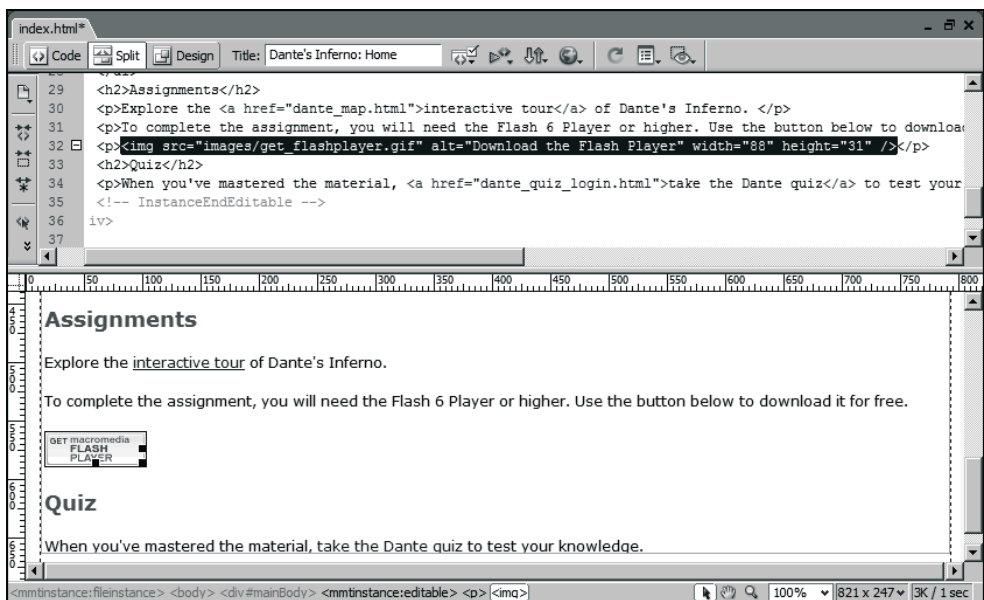 index.html*
Code Split Design Title: Dante's Inferno: Home
29 <h2>Assignments</h2>
30 <p>Explore the <a href="dante_map.html">interactive tour</a> of Dante's Inferno. </p>
31 <p>To complete the assignment, you will need the Flash 6 Player or higher. Use the button below to download
32 <p><img src="images/get_flashplayer.gif" alt="Download the Flash Player" width="88" height="31" /></p>
33 <h2>Quiz</h2>
34 <p>When you've mastered the material, <a href="dante_quiz_login.html">take the Dante quiz</a> to test your
35 <!-- InstanceEndEditable -->
36 iv>
37
0 50 100 150 200 250 300 350 400 450 500 550 600 650 700 750 800
450
Assignments
500
Explore the interactive tour of Dante's Inferno.
To complete the assignment, you will need the Flash 6 Player or higher. Use the button below to download it for free.
550
GET macromedia
FLASH
PLAYER
600
Quiz
650
When you've mastered the material, take the Dante quiz to test your knowledge.
<mmtinstance:fileinstance> <body> <div#mainBody> <mmtinstance:editable> <p> <img> 100% 821 x 247 3K / 1 sec